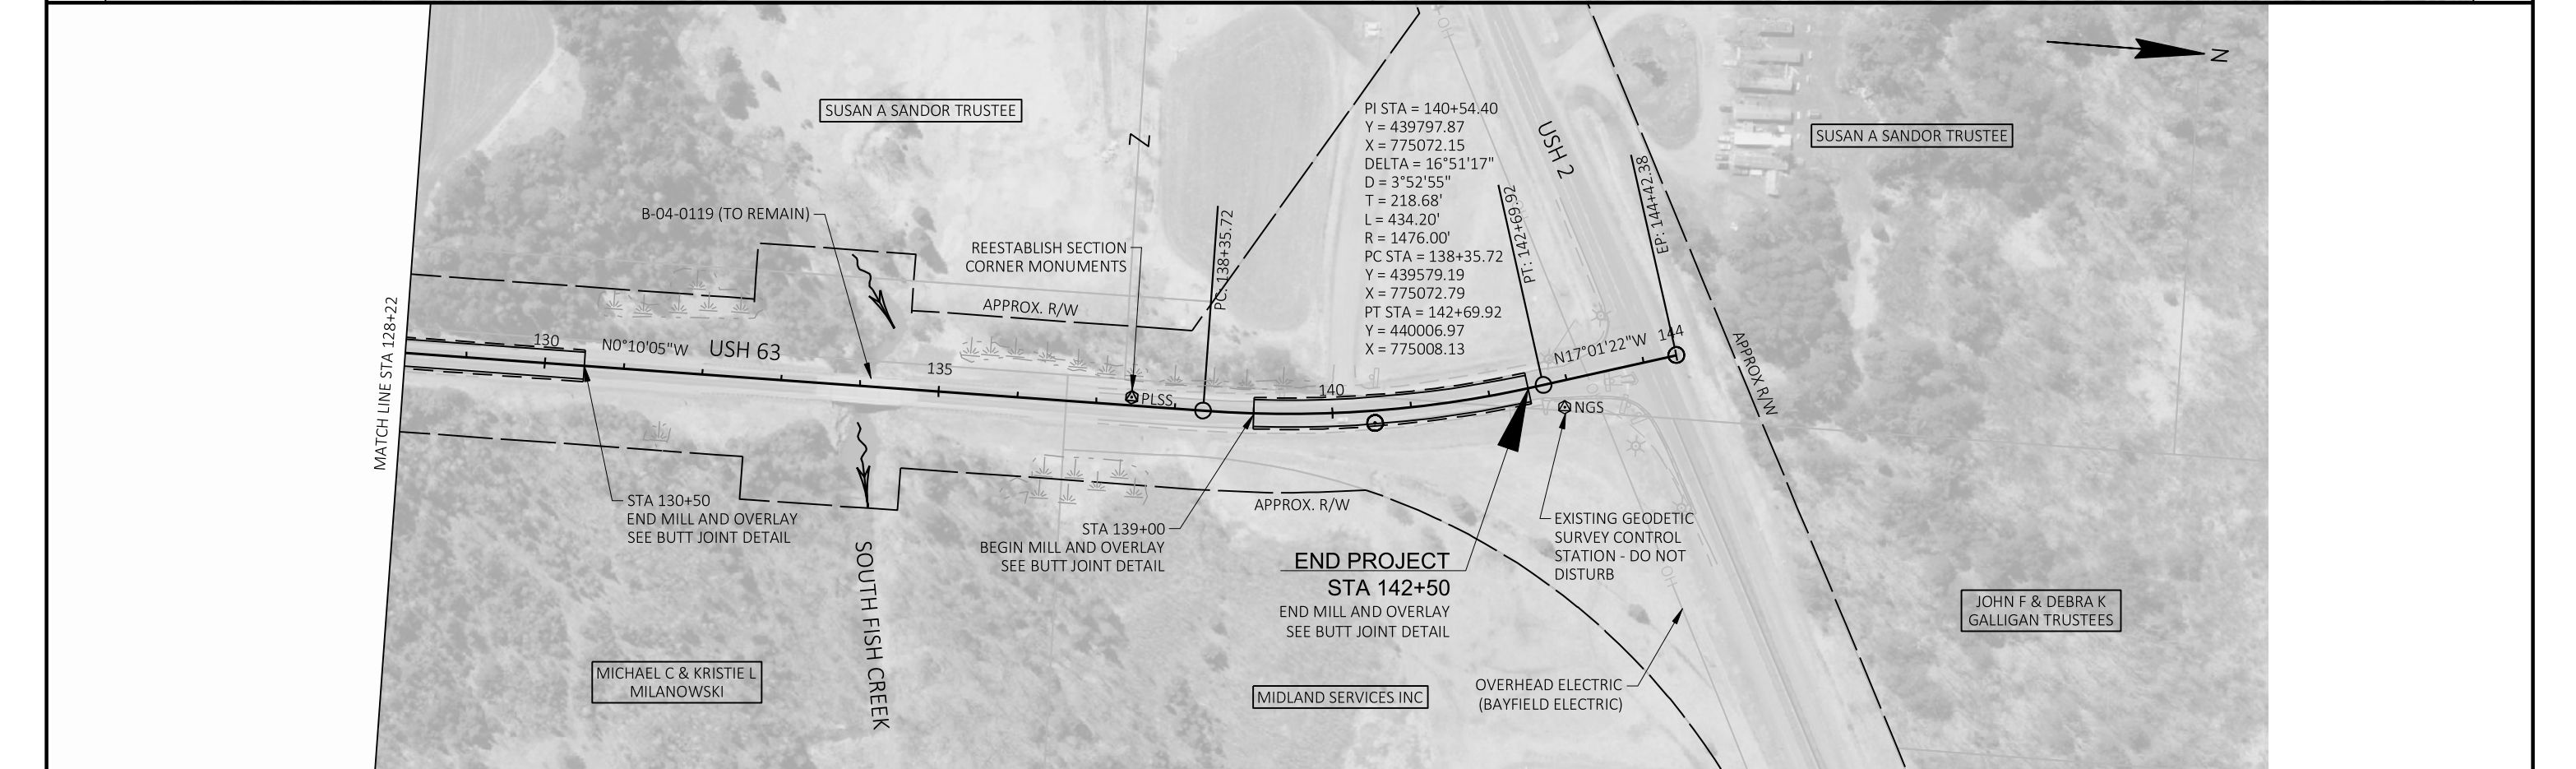 N
SUSAN A SANDOR TRUSTEE
SUSAN A SANDOR TRUSTEE
Z
USH 2
PI STA = 140+54.40
Y = 439797.87
X = 775072.15
DELTA = 16°51'17"
D = 3°52'55"
T = 218.68'
L = 434.20'
R = 1476.00'
PC STA = 138+35.72
Y = 439579.19
X = 775072.79
PT STA = 142+69.92
Y = 440006.97
X = 775008.13
B-04-0119 (TO REMAIN)
REESTABLISH SECTION
CORNER MONUMENTS
PC: 138+35.72
PT: 142+69.92
EP: 144+42.38
APPROX. R/W
MATCH LINE STA 128+22
130
N0°10'05"W
USH 63
135
PLSS
140
N17°01'22"W
144
APPROX R/W
NGS
STA 130+50
END MILL AND OVERLAY
SEE BUTT JOINT DETAIL
SOUTH FISH CREEK
STA 139+00
BEGIN MILL AND OVERLAY
SEE BUTT JOINT DETAIL
APPROX. R/W
END PROJECT
STA 142+50
END MILL AND OVERLAY
SEE BUTT JOINT DETAIL
EXISTING GEODETIC
SURVEY CONTROL
STATION - DO NOT
DISTURB
OH
OH
JOHN F & DEBRA K
GALLIGAN TRUSTEES
MICHAEL C & KRISTIE L
MILANOWSKI
MIDLAND SERVICES INC
OVERHEAD ELECTRIC
(BAYFIELD ELECTRIC)